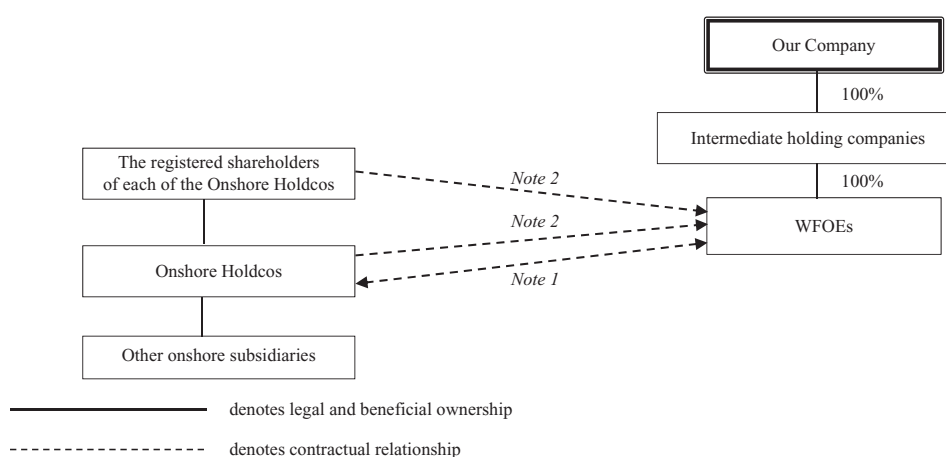 Our Company
100%
Intermediate holding companies
100%
WFOEs
The registered shareholders
of each of the Onshore Holdcos
Note 2
Note 2
Onshore Holdcos
Note 1
Other onshore subsidiaries
denotes legal and beneficial ownership
denotes contractual relationship